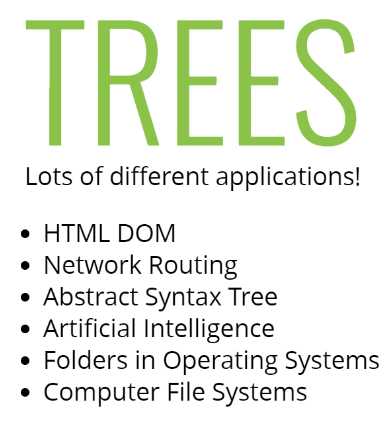 TREES
Lots of different applications!
• HTML DOM
• Network Routing
• Abstract Syntax Tree
• Artificial Intelligence
• Folders in Operating Systems
• Computer File Systems